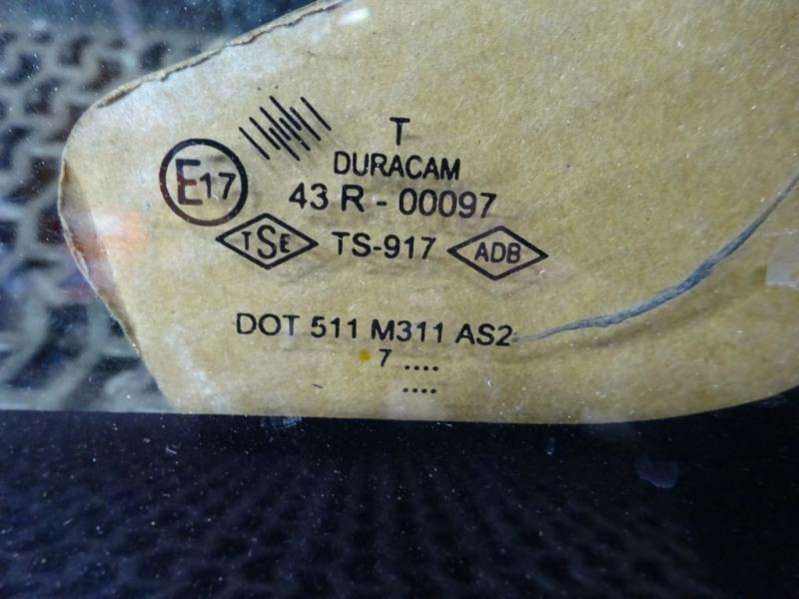 T
DURACAM
E17
43 R - 00097
TSE TS-917 ADB
DOT 511 M311 AS2
7 ....
....